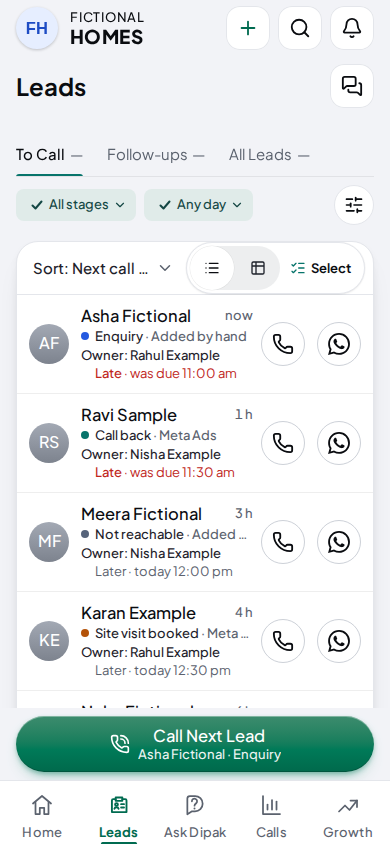 FH
FICTIONAL
HOMES
Leads
To Call —
Follow-ups —
All Leads —
All stages
Any day
Sort: Next call ...
Select
AF
Asha Fictional
now
Enquiry · Added by hand
Owner: Rahul Example
Late · was due 11:00 am
RS
Ravi Sample
1 h
Call back · Meta Ads
Owner: Nisha Example
Late · was due 11:30 am
MF
Meera Fictional
3 h
Not reachable · Added ...
Owner: Nisha Example
Later · today 12:00 pm
KE
Karan Example
4 h
Site visit booked · Meta ...
Owner: Rahul Example
Later · today 12:30 pm
Call Next Lead
Asha Fictional · Enquiry
Home
Leads
Ask Dipak
Calls
Growth